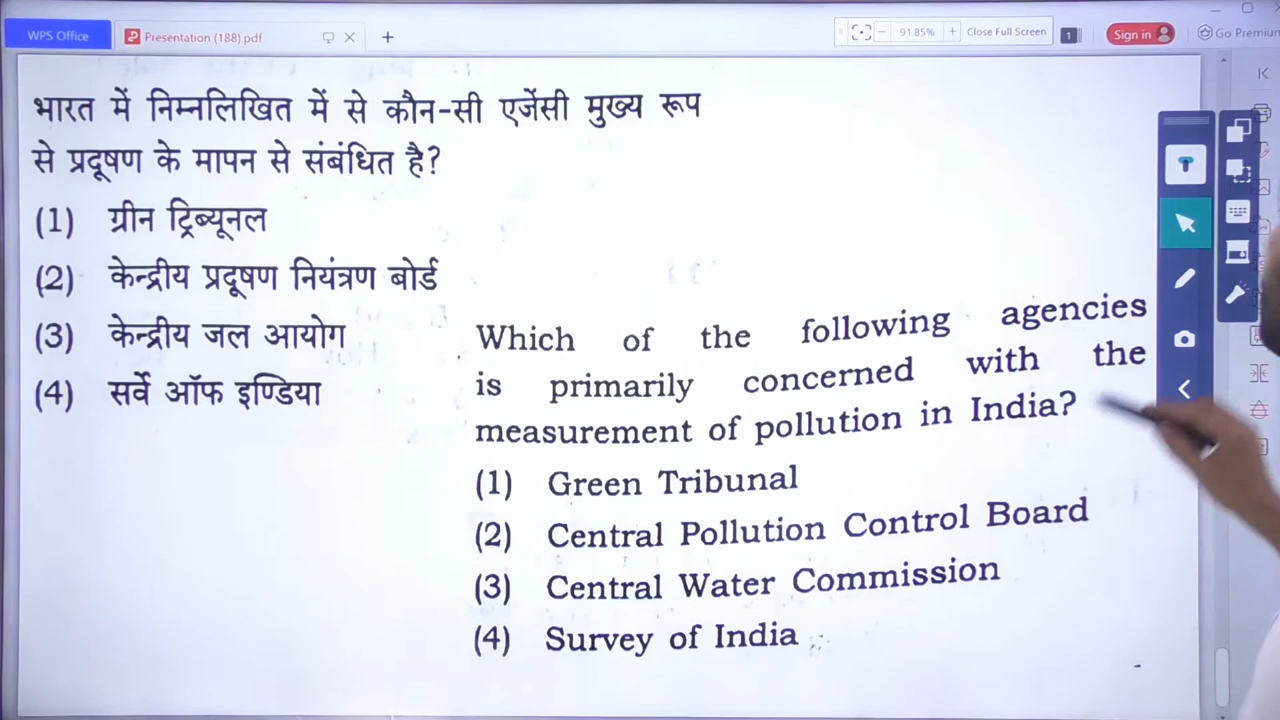 WPS Office
Presentation (188).pdf
91.85%
Close Full Screen
1
Sign in
Go Premium
भारत में निम्नलिखित में से कौन-सी एजेंसी मुख्य रूप
से प्रदूषण के मापन से संबंधित है?
(1) ग्रीन ट्रिब्यूनल
(2) केन्द्रीय प्रदूषण नियंत्रण बोर्ड
(3) केन्द्रीय जल आयोग
(4) सर्वे ऑफ इण्डिया
Which of the following agencies
is primarily concerned with the
measurement of pollution in India?
(1) Green Tribunal
(2) Central Pollution Control Board
(3) Central Water Commission
(4) Survey of India